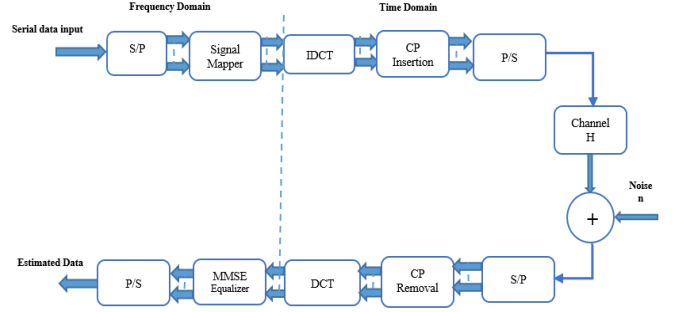 Frequency Domain
Time Domain
Serial data input
S/P
Signal
Mapper
IDCT
CP
Insertion
P/S
Channel
H
Noise
n
+
Estimated Data
P/S
MMSE
Equalizer
DCT
CP
Removal
S/P